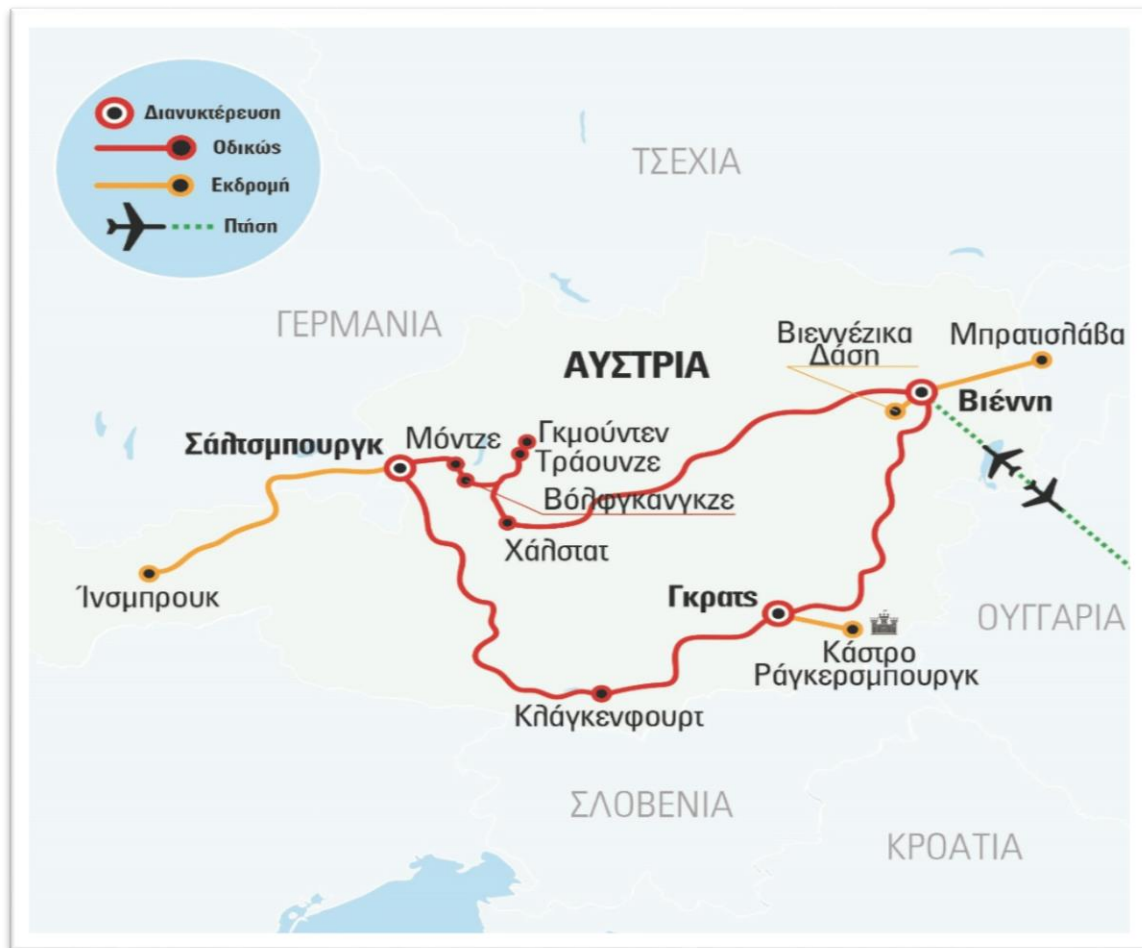 Διανυκτέρευση
Οδικώς
Εκδρομή
Πτήση
ΤΣΕΧΙΑ
ΓΕΡΜΑΝΙΑ
ΑΥΣΤΡΙΑ
Βιεννέζικα
Δάση
Μπρατισλάβα
Βιέννη
Σάλτσμπουργκ
Μόντζε
Γκμούντεν
Τράουνζε
Βόλφγκανγκζε
Χάλστατ
Ίνσμπρουκ
Γκρατς
ΟΥΓΓΑΡΙΑ
Κάστρο
Ράγκερσμπουργκ
Κλάγκενφουρτ
ΣΛΟΒΕΝΙΑ
ΚΡΟΑΤΙΑ